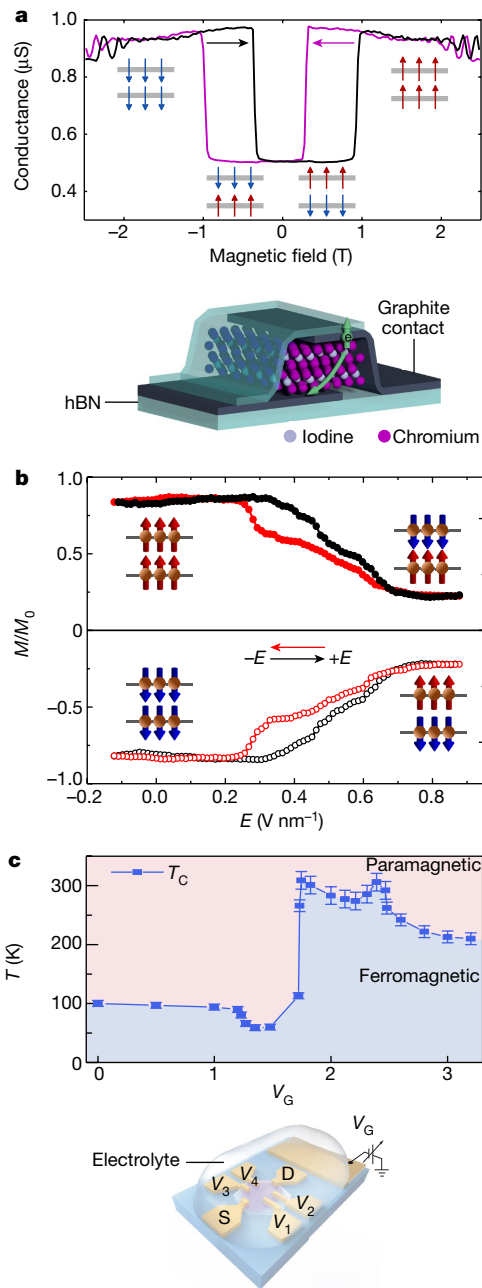 a
Conductance (μS)
1.0
0.8
0.6
0.4
–2
–1
0
1
2
Magnetic field (T)
Graphite
contact
e
hBN
Iodine
Chromium
b
M/M0
1.0
0.5
0
–0.5
–1.0
–E
+E
–0.2
0.0
0.2
0.4
0.6
0.8
E (V nm–1)
c
TC
Paramagnetic
Ferromagnetic
T (K)
300
200
100
0
0
1
2
3
VG
VG
Electrolyte
V4
D
V3
V2
S
V1